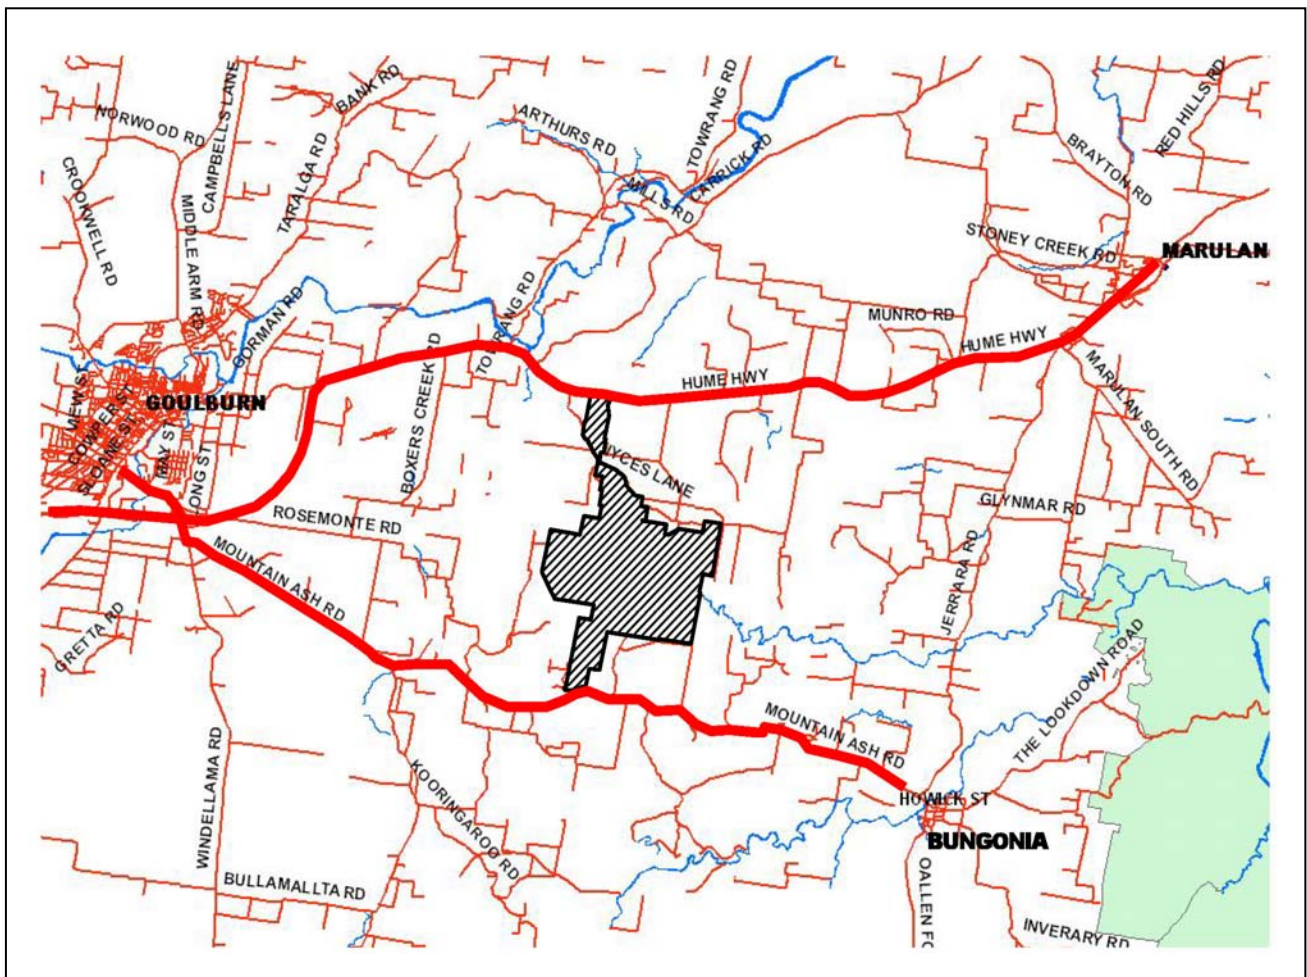 BANK RD
NORWOOD RD
CAMPBELLS LANE
ARTHURS RD
TOWRANG RD
RED HILLS RD
CROOKWELL RD
TARALGA RD
CARRICK RD
BRAYTON RD
MILLS RD
MIDDLE ARM RD
STONEY CREEK RD
MARULAN
GORMAN RD
TOWRANG RD
MUNRO RD
HUME HWY
HUME HWY
VIEW ST
COWPER ST
GOULBURN
SLOANE ST
MAY ST
LONG ST
BOXERS CREEK RD
MARULAN SOUTH RD
LANE
ROSEMONTE RD
GLYNMAR RD
MOUNTAIN ASH RD
JERRARA RD
GRETTA RD
THE LOOKDOWN ROAD
MOUNTAIN ASH RD
WINDELLAMA RD
KOORINGAROO RD
HOWICK ST
BUNGONIA
BULLAMALLTA RD
OALLEN FO
INVERARY RD